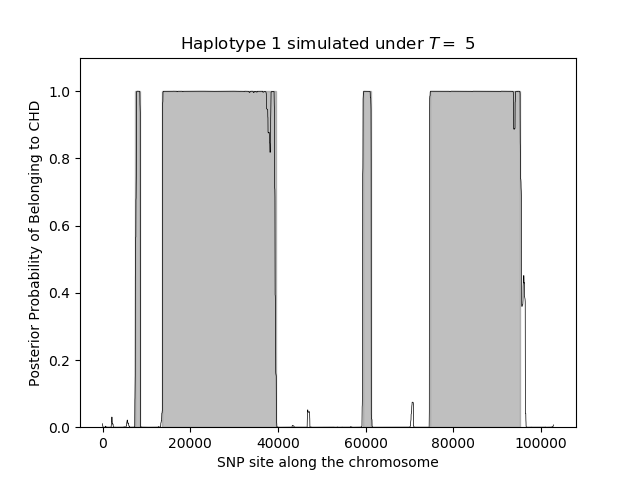 Haplotype 1 simulated under T = 5
Posterior Probability of Belonging to CHD
1.0
0.8
0.6
0.4
0.2
0.0
0 20000 40000 60000 80000 100000
SNP site along the chromosome